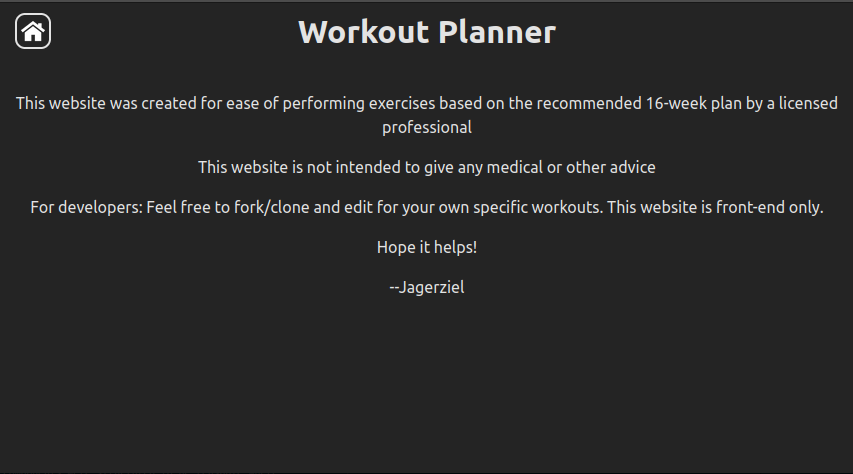 Workout Planner
This website was created for ease of performing exercises based on the recommended 16-week plan by a licensed
professional
This website is not intended to give any medical or other advice
For developers: Feel free to fork/clone and edit for your own specific workouts. This website is front-end only.
Hope it helps!
--Jagerziel